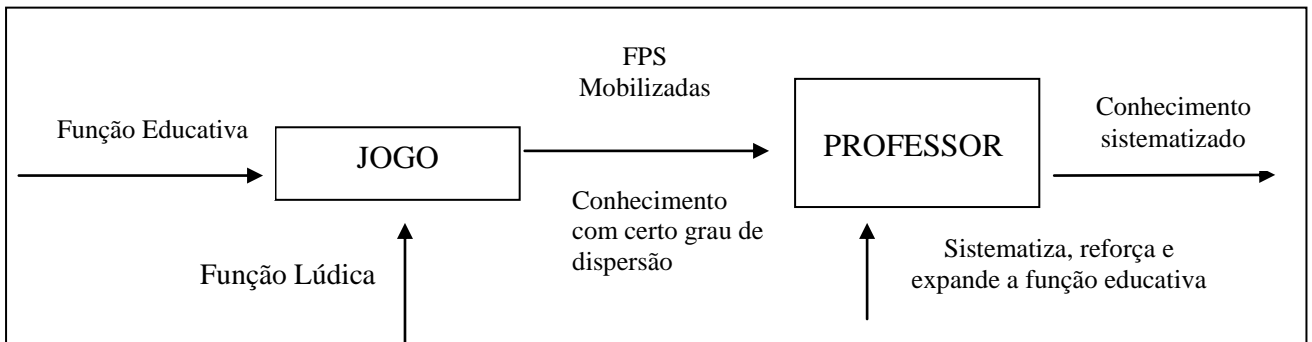 Função Educativa
JOGO
Função Lúdica
FPS
Mobilizadas
Conhecimento
com certo grau de
dispersão
PROFESSOR
Sistematiza, reforça e
expande a função educativa
Conhecimento
sistematizado